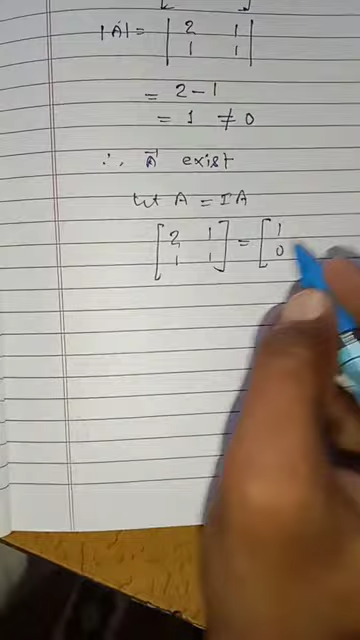 |A| = | 2 1 |
| 1 1 |
= 2 - 1
= 1 ≠ 0
∴ A⁻¹ exist
let A = IA
[ 2 1 ] = [ 1
[ 1 1 ] [ 0